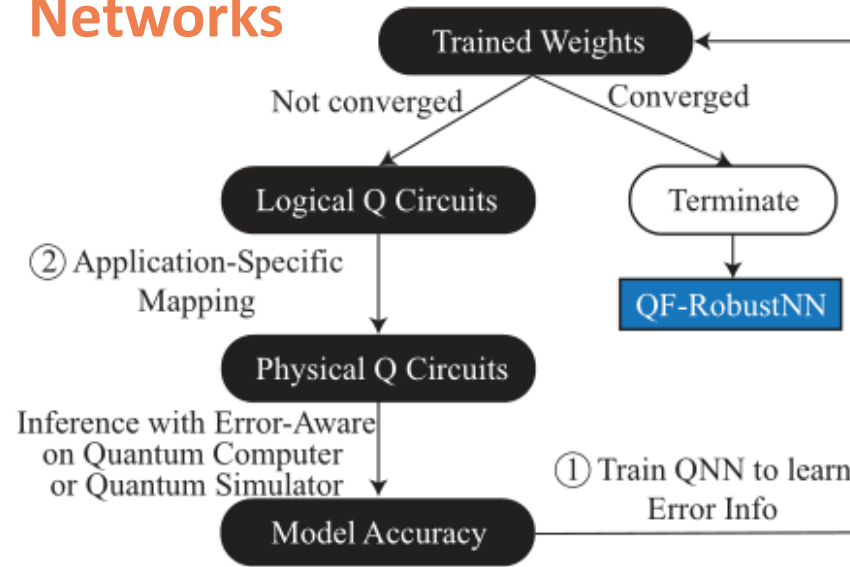 Networks
Trained Weights
Not converged
Converged
Logical Q Circuits
Terminate
② Application-Specific
Mapping
QF-RobustNN
Physical Q Circuits
Inference with Error-Aware
on Quantum Computer
or Quantum Simulator
① Train QNN to learn
Error Info
Model Accuracy